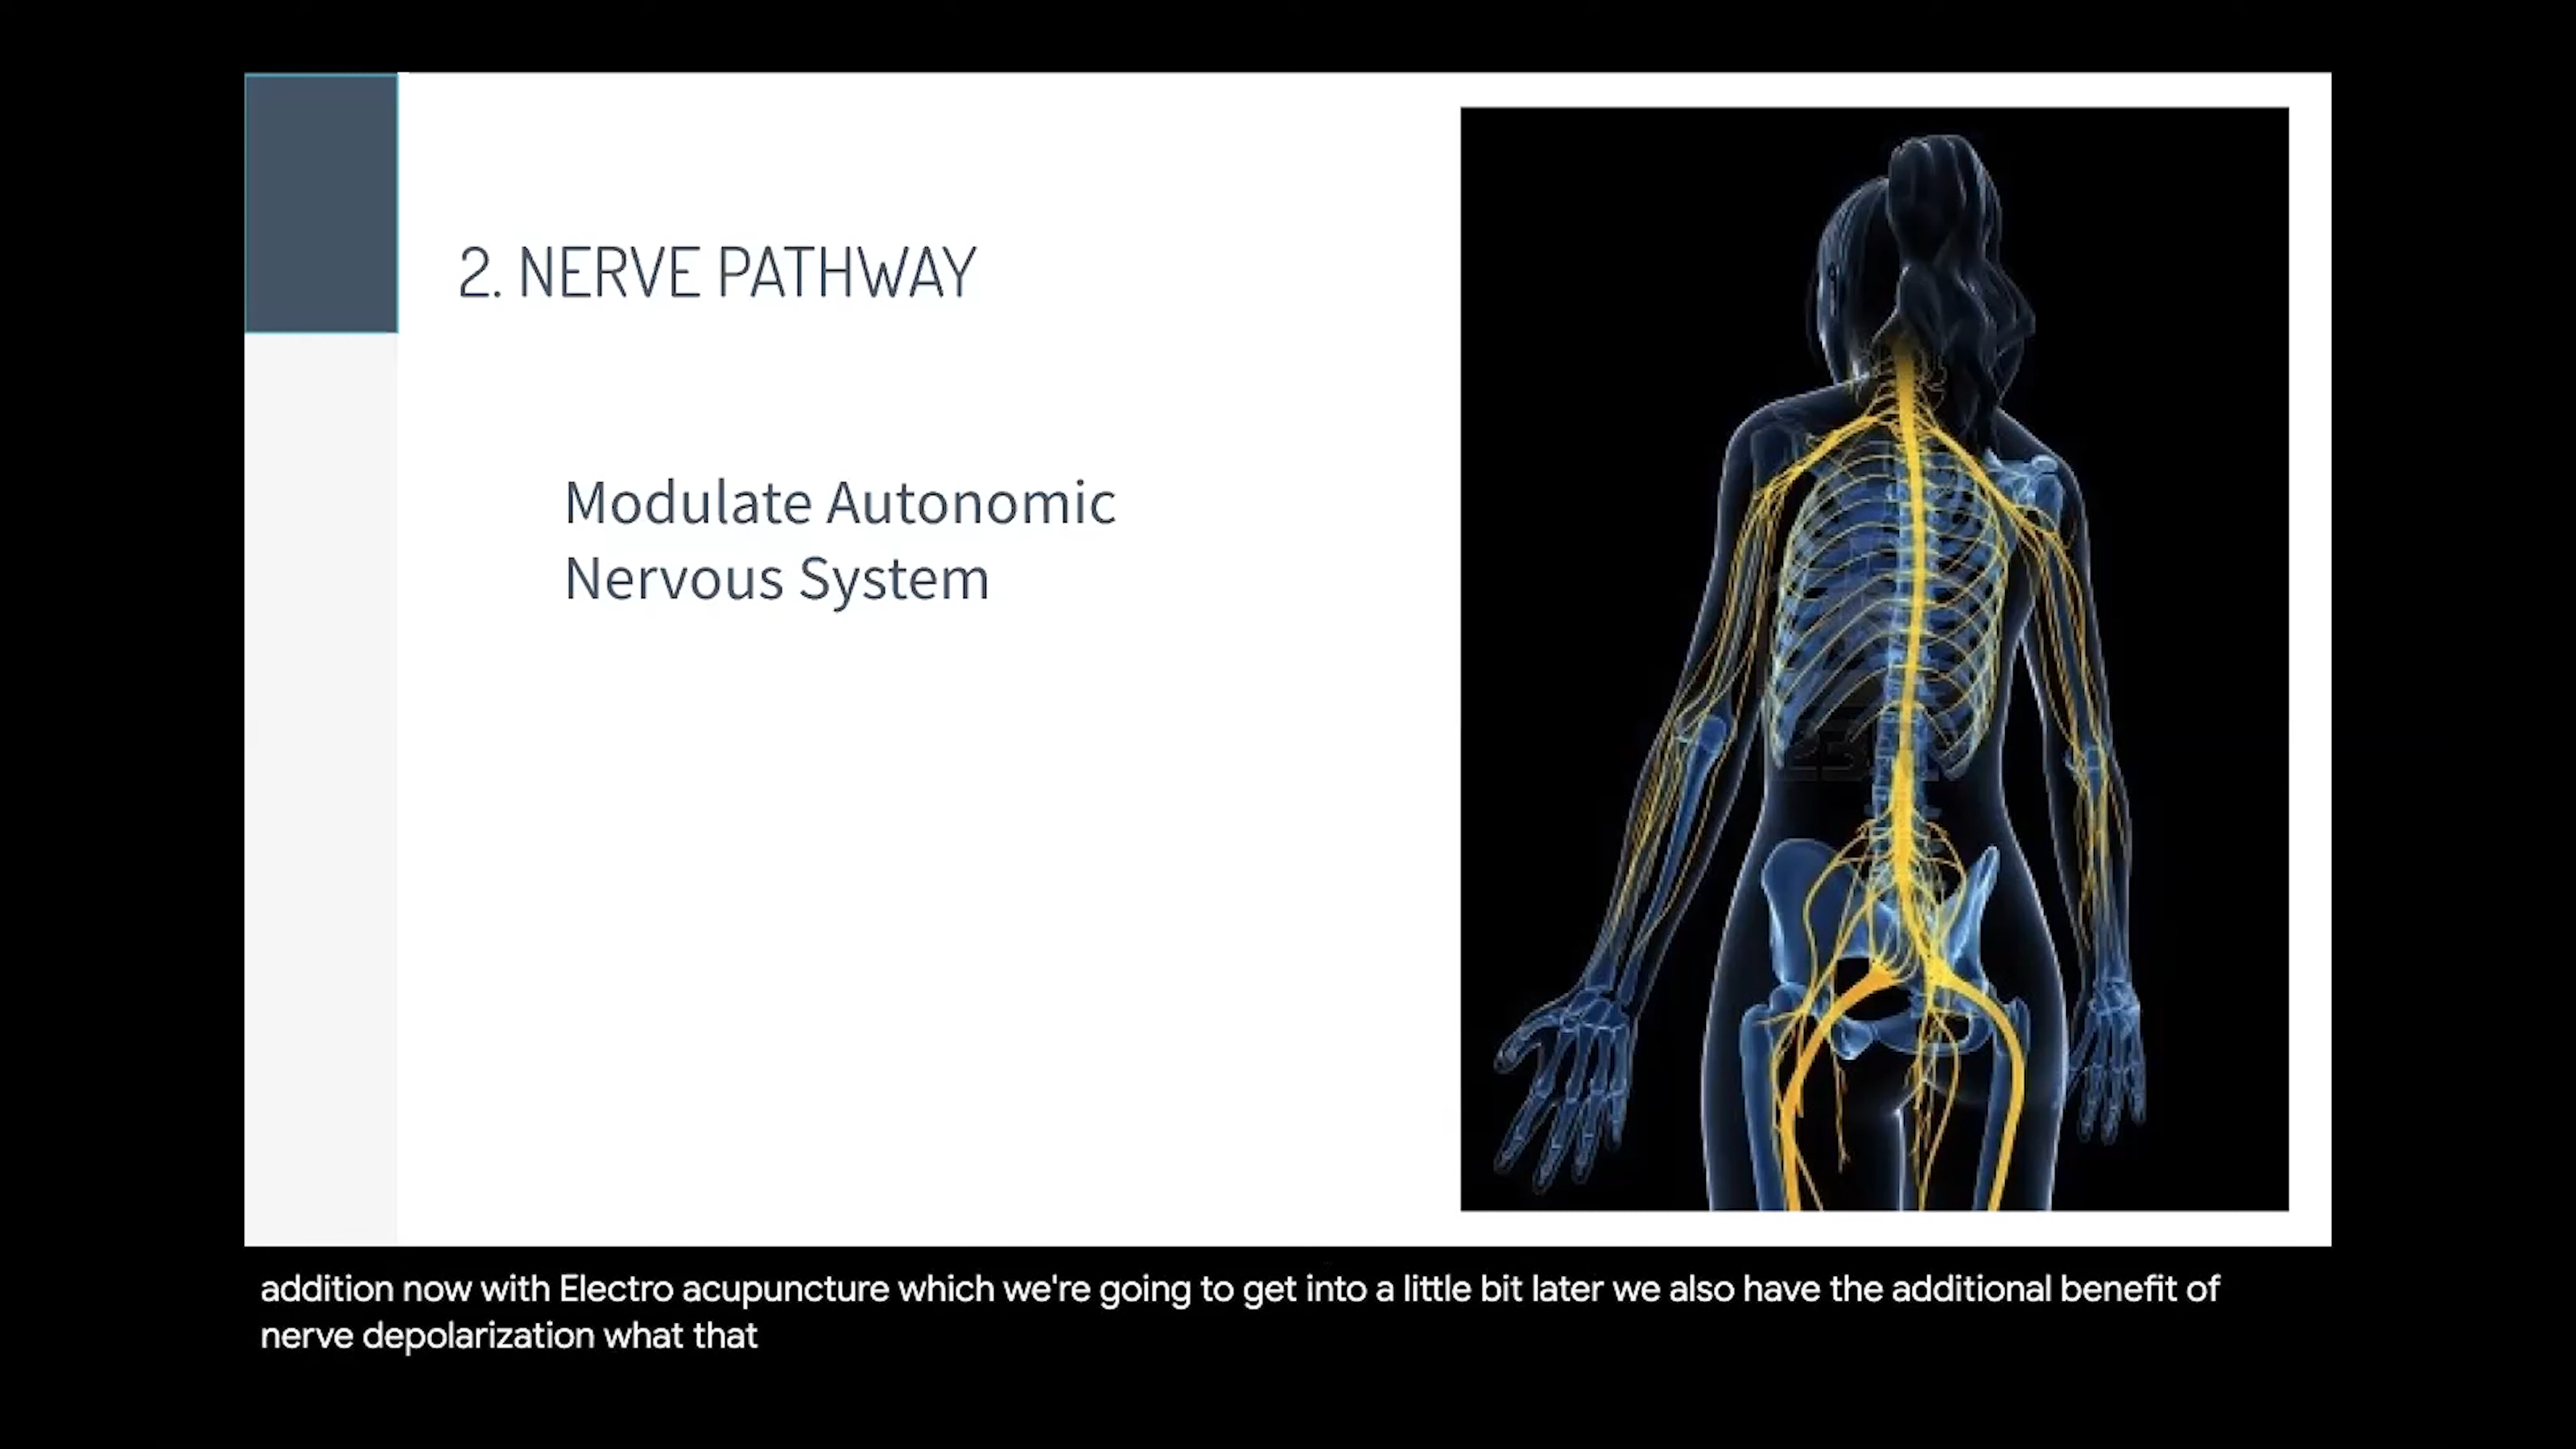 2. NERVE PATHWAY
Modulate Autonomic
Nervous System
addition now with Electro acupuncture which we're going to get into a little bit later we also have the additional benefit of
nerve depolarization what that